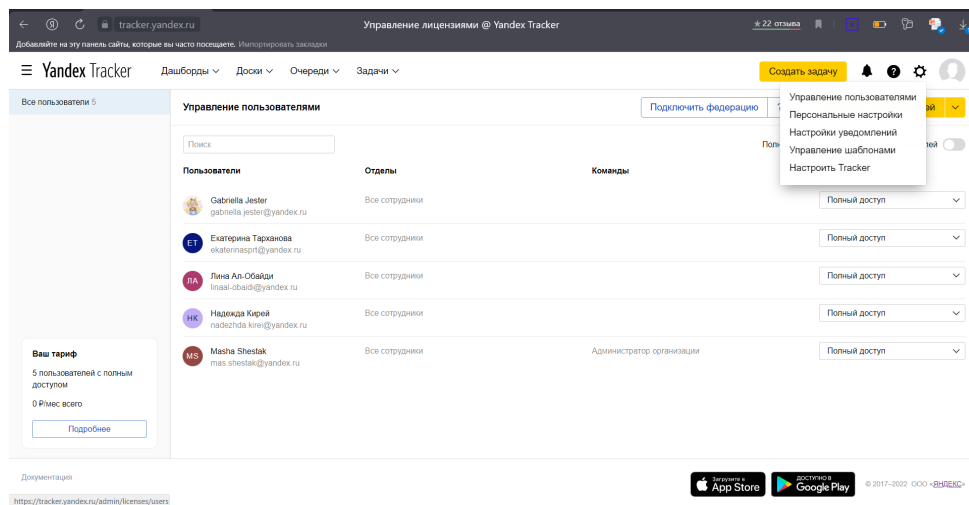 tracker.yandex.ru
Управление лицензиями @ Yandex Tracker
★22 отзыва
Добавляйте на эту панель сайты, которые вы часто посещаете. Импортировать закладки
Yandex Tracker
Дашборды
Доски
Очереди
Задачи
Создать задачу
Все пользователи 5
Управление пользователями
Подключить федерацию
ей
Управление пользователями
Персональные настройки
Настройки уведомлений
Управление шаблонами
Настроить Tracker
Поиск
Полн
лей
Пользователи
Отделы
Команды
Gabriella Jester
gabriella.jester@yandex.ru
Все сотрудники
Полный доступ
ЕТ
Екатерина Тарханова
ekaterinasprt@yandex.ru
Все сотрудники
Полный доступ
ЛА
Лина Ал-Обайди
linaal-obaidi@yandex.ru
Все сотрудники
Полный доступ
НК
Надежда Кирей
nadezhda.kirei@yandex.ru
Все сотрудники
Полный доступ
MS
Masha Shestak
mas.shestak@yandex.ru
Все сотрудники
Администратор организации
Полный доступ
Ваш тариф
5 пользователей с полным
доступом
0 ₽/мес всего
Подробнее
Документация
Загрузите в
App Store
ДОСТУПНО В
Google Play
© 2017–2022 ООО «ЯНДЕКС»
https://tracker.yandex.ru/admin/licenses/users